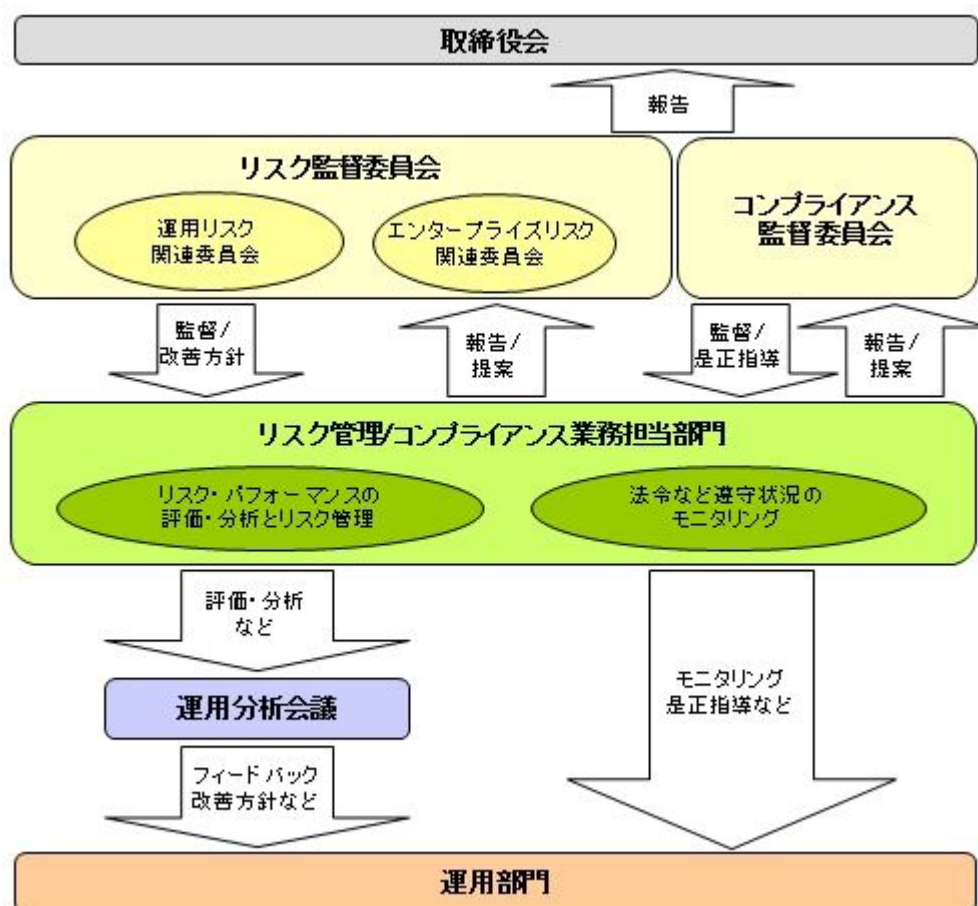 取締役会
報告
リスク監督委員会
運用リスク
関連委員会
エンタープライズリスク
関連委員会
コンプライアンス
監督委員会
監督/
改善方針
報告/
提案
監督/
是正指導
報告/
提案
リスク管理/コンプライアンス業務担当部門
リスク・パフォーマンスの
評価・分析とリスク管理
法令など遵守状況の
モニタリング
評価・分析
など
運用分析会議
モニタリング
是正指導など
フィードバック
改善方針など
運用部門